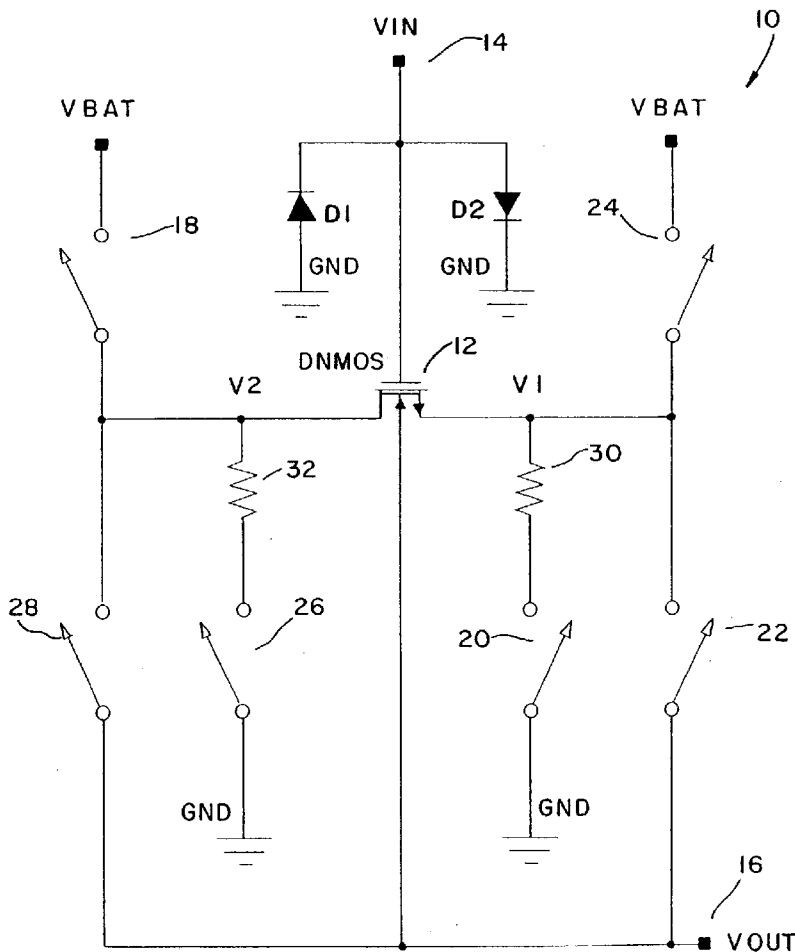 VIN
14
10
VBAT
VBAT
18
D1
D2
24
GND
GND
DNMOS
12
V2
V1
32
30
28
26
20
22
GND
GND
16
VOUT